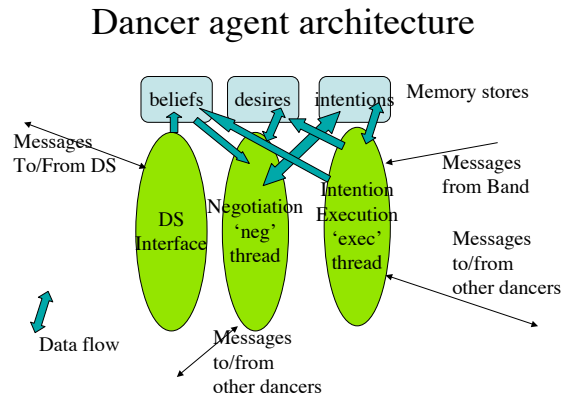 Dancer agent architecture
beliefs
desires
intentions
Memory stores
Messages
To/From DS
Messages
from Band
DS
Interface
Negotiation
‘neg’
thread
Intention
Execution
‘exec’
thread
Messages
to/from
other dancers
Data flow
Messages
to/from
other dancers